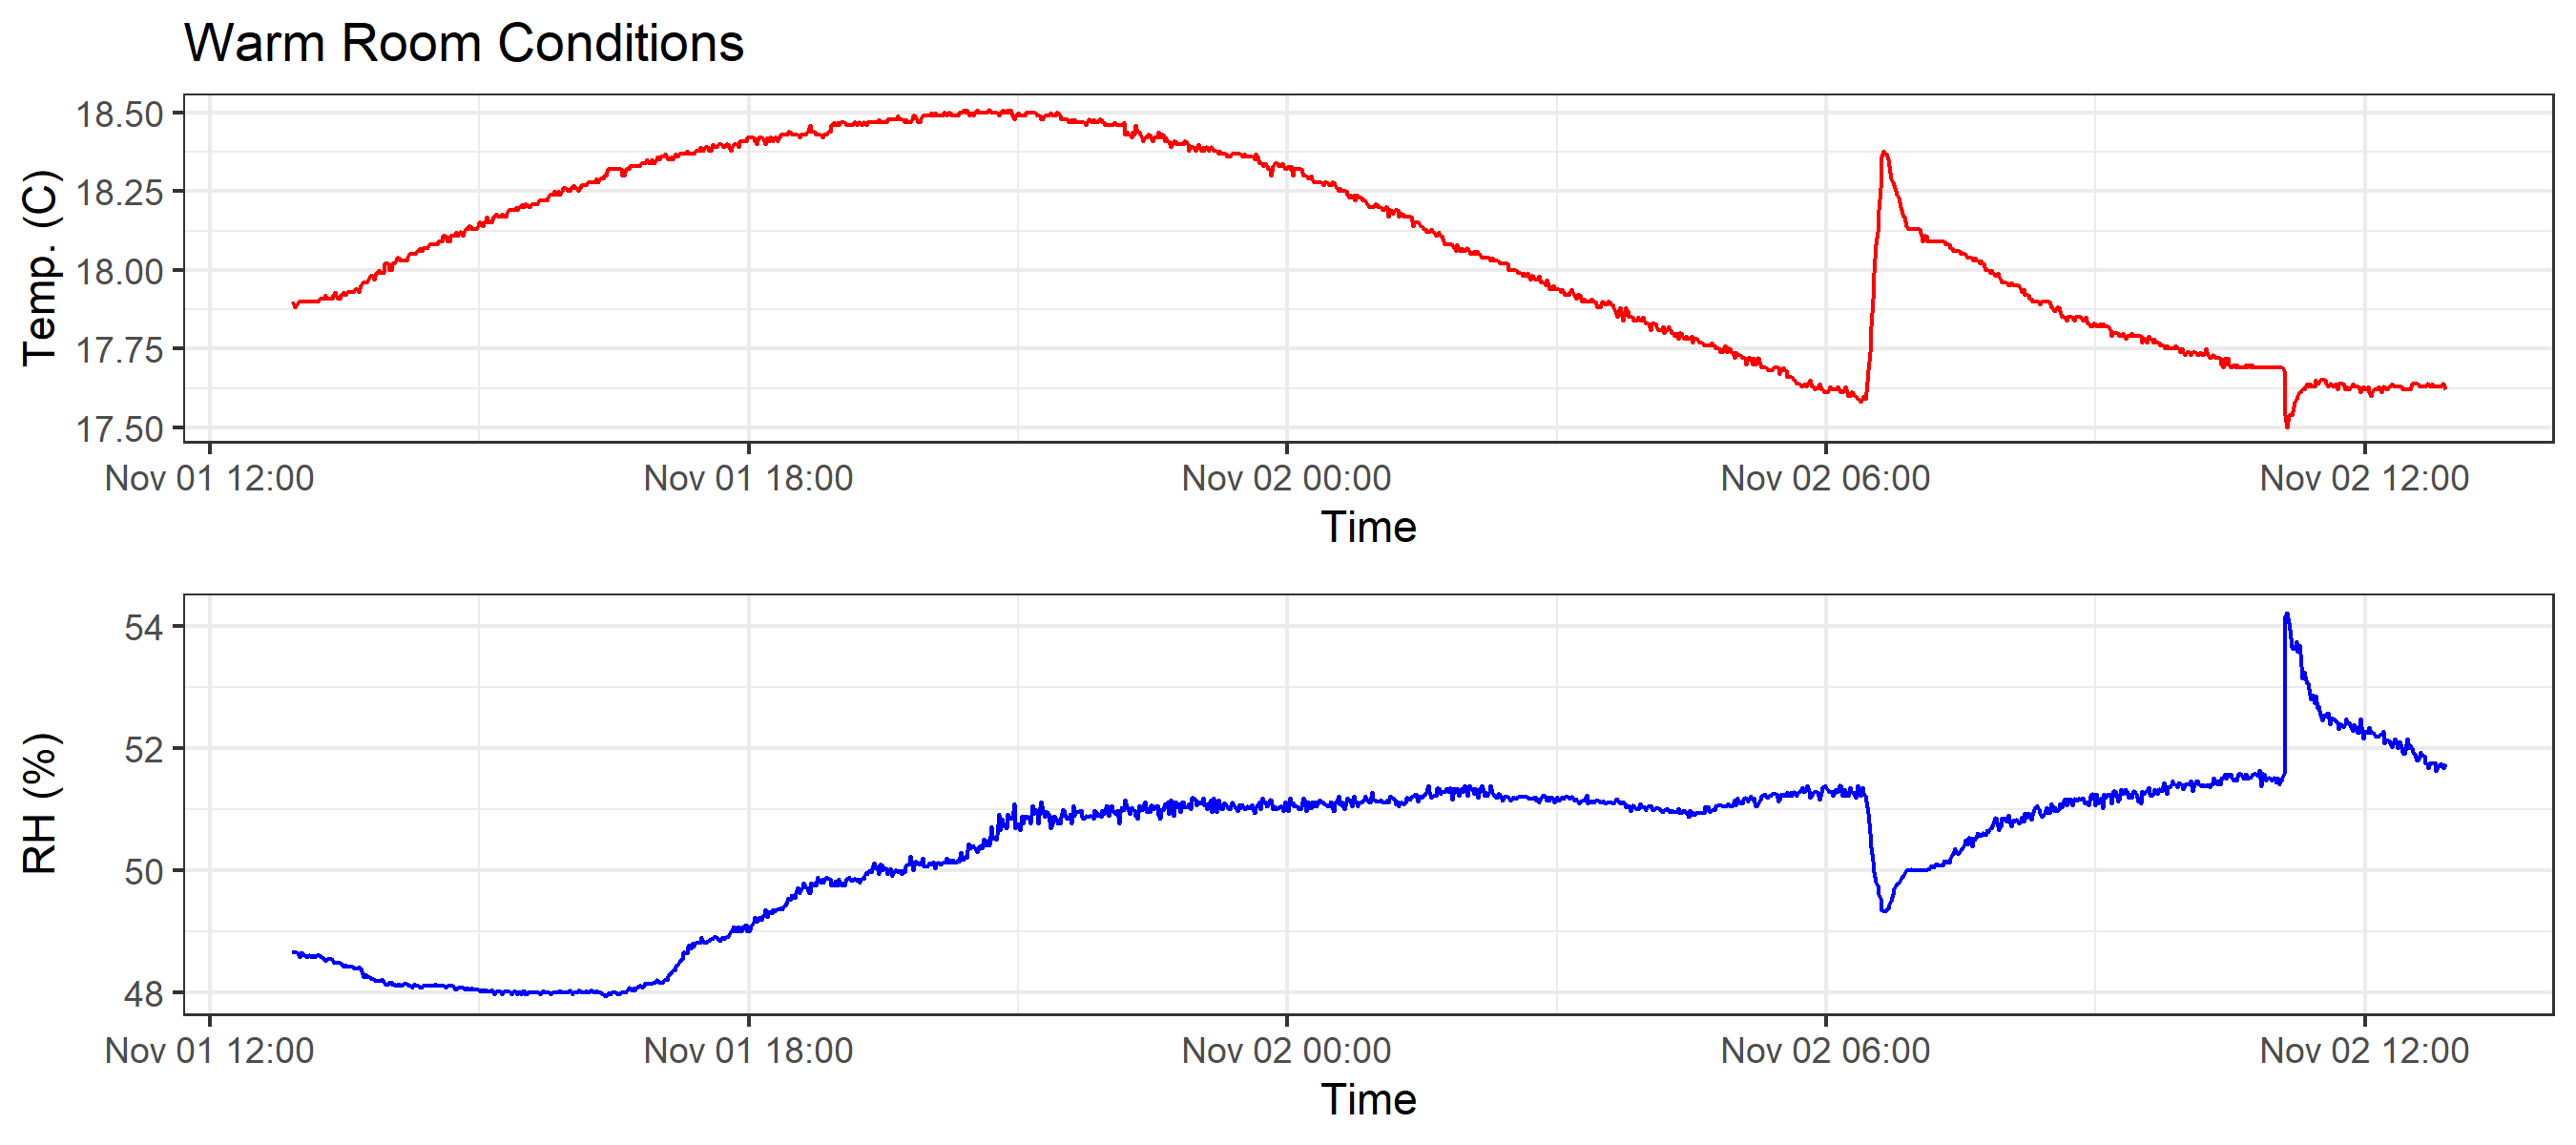 Warm Room Conditions
Temp. (C)
18.50
18.25
18.00
17.75
17.50
Nov 01 12:00 Nov 01 18:00 Nov 02 00:00 Nov 02 06:00 Nov 02 12:00
Time
RH (%)
54
52
50
48
Nov 01 12:00 Nov 01 18:00 Nov 02 00:00 Nov 02 06:00 Nov 02 12:00
Time